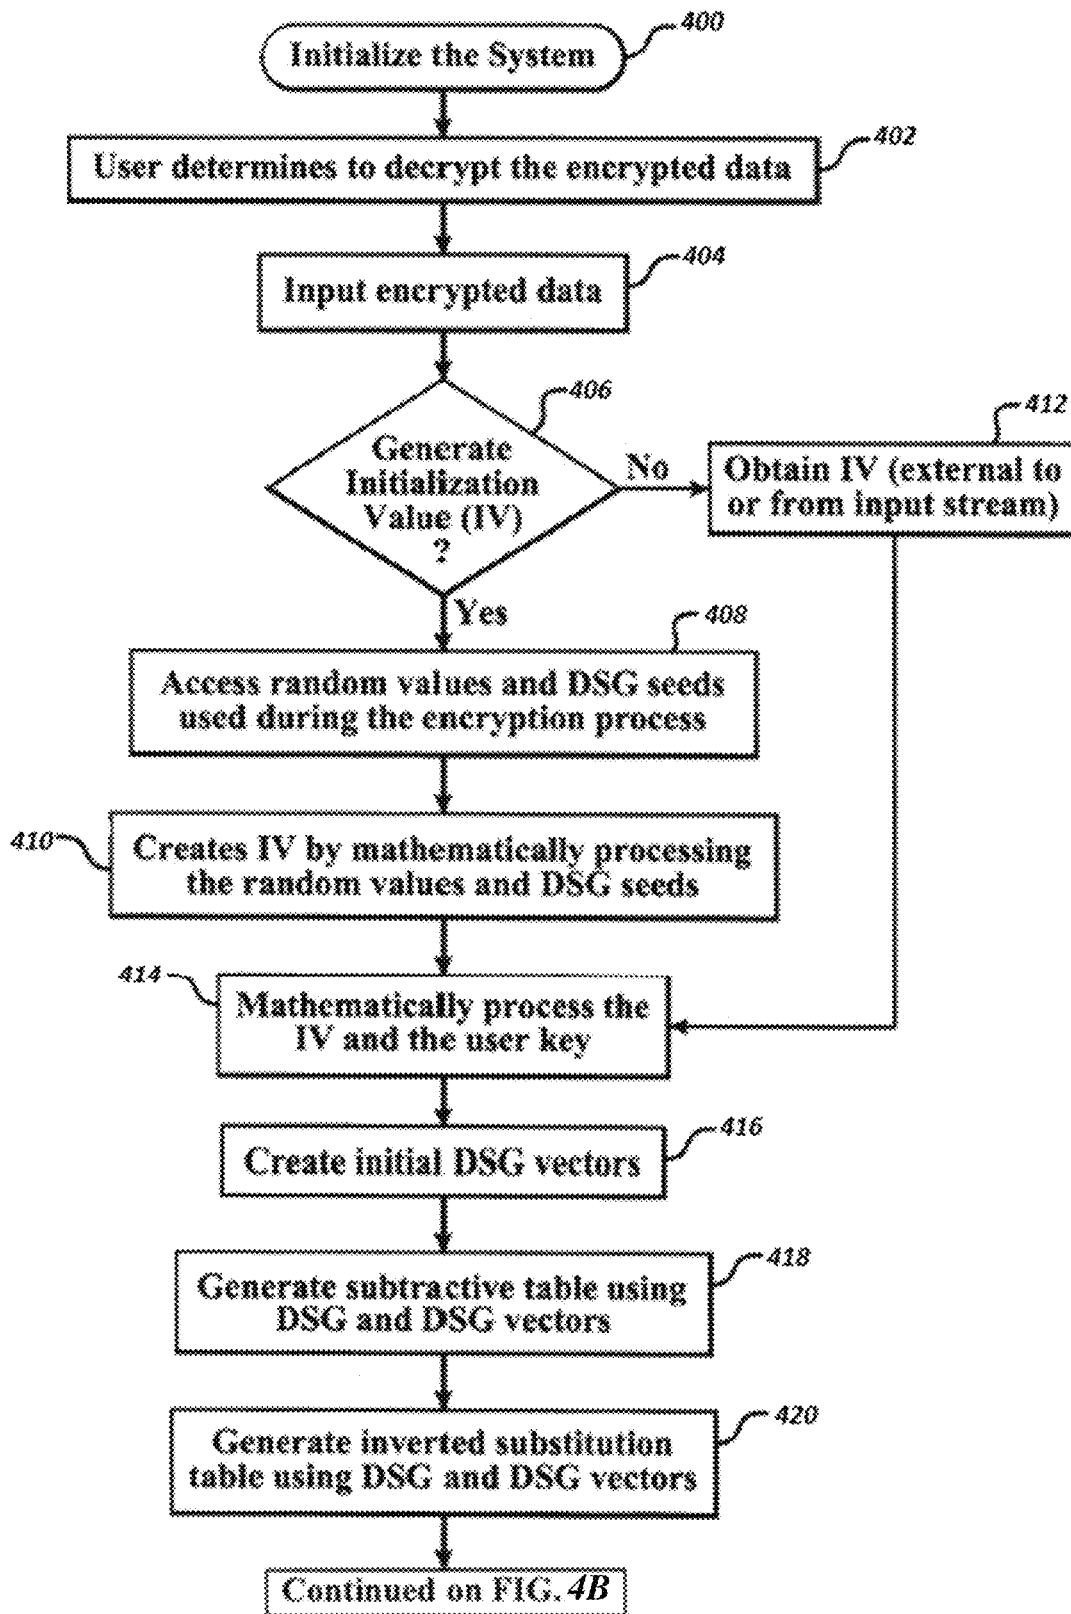 400
Initialize the System
402
User determines to decrypt the encrypted data
404
Input encrypted data
406
Generate
Initialization
Value (IV)
?
No
412
Obtain IV (external to
or from input stream)
Yes
408
Access random values and DSG seeds
used during the encryption process
410
Creates IV by mathematically processing
the random values and DSG seeds
414
Mathematically process the
IV and the user key
416
Create initial DSG vectors
418
Generate subtractive table using
DSG and DSG vectors
420
Generate inverted substitution
table using DSG and DSG vectors
Continued on FIG. 4B